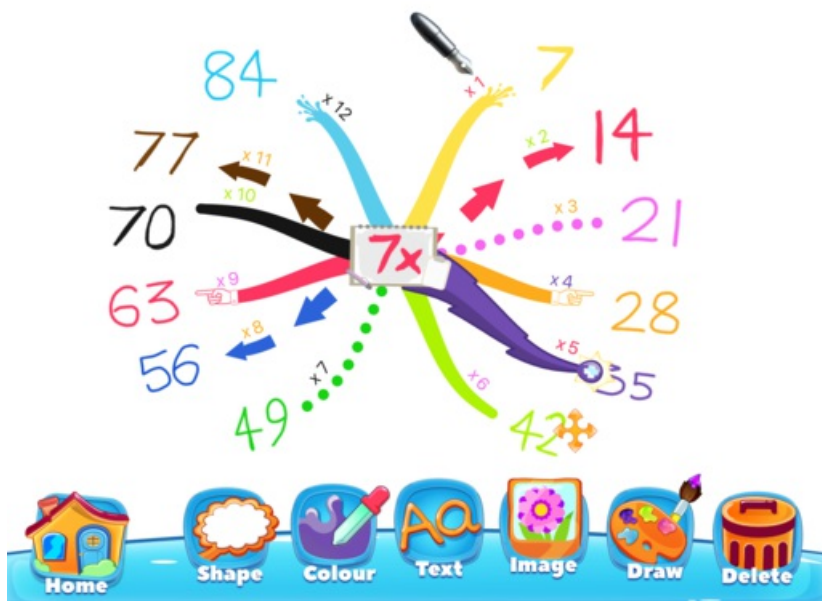 84
x 12
x 1
7
77
x 11
x 2
14
70
x 10
x 3
21
7x
63
x 9
x 4
28
56
x 8
x 7
x 5
35
49
x 6
42
Home
Shape
Colour
Text
Aa
Image
Draw
Delete